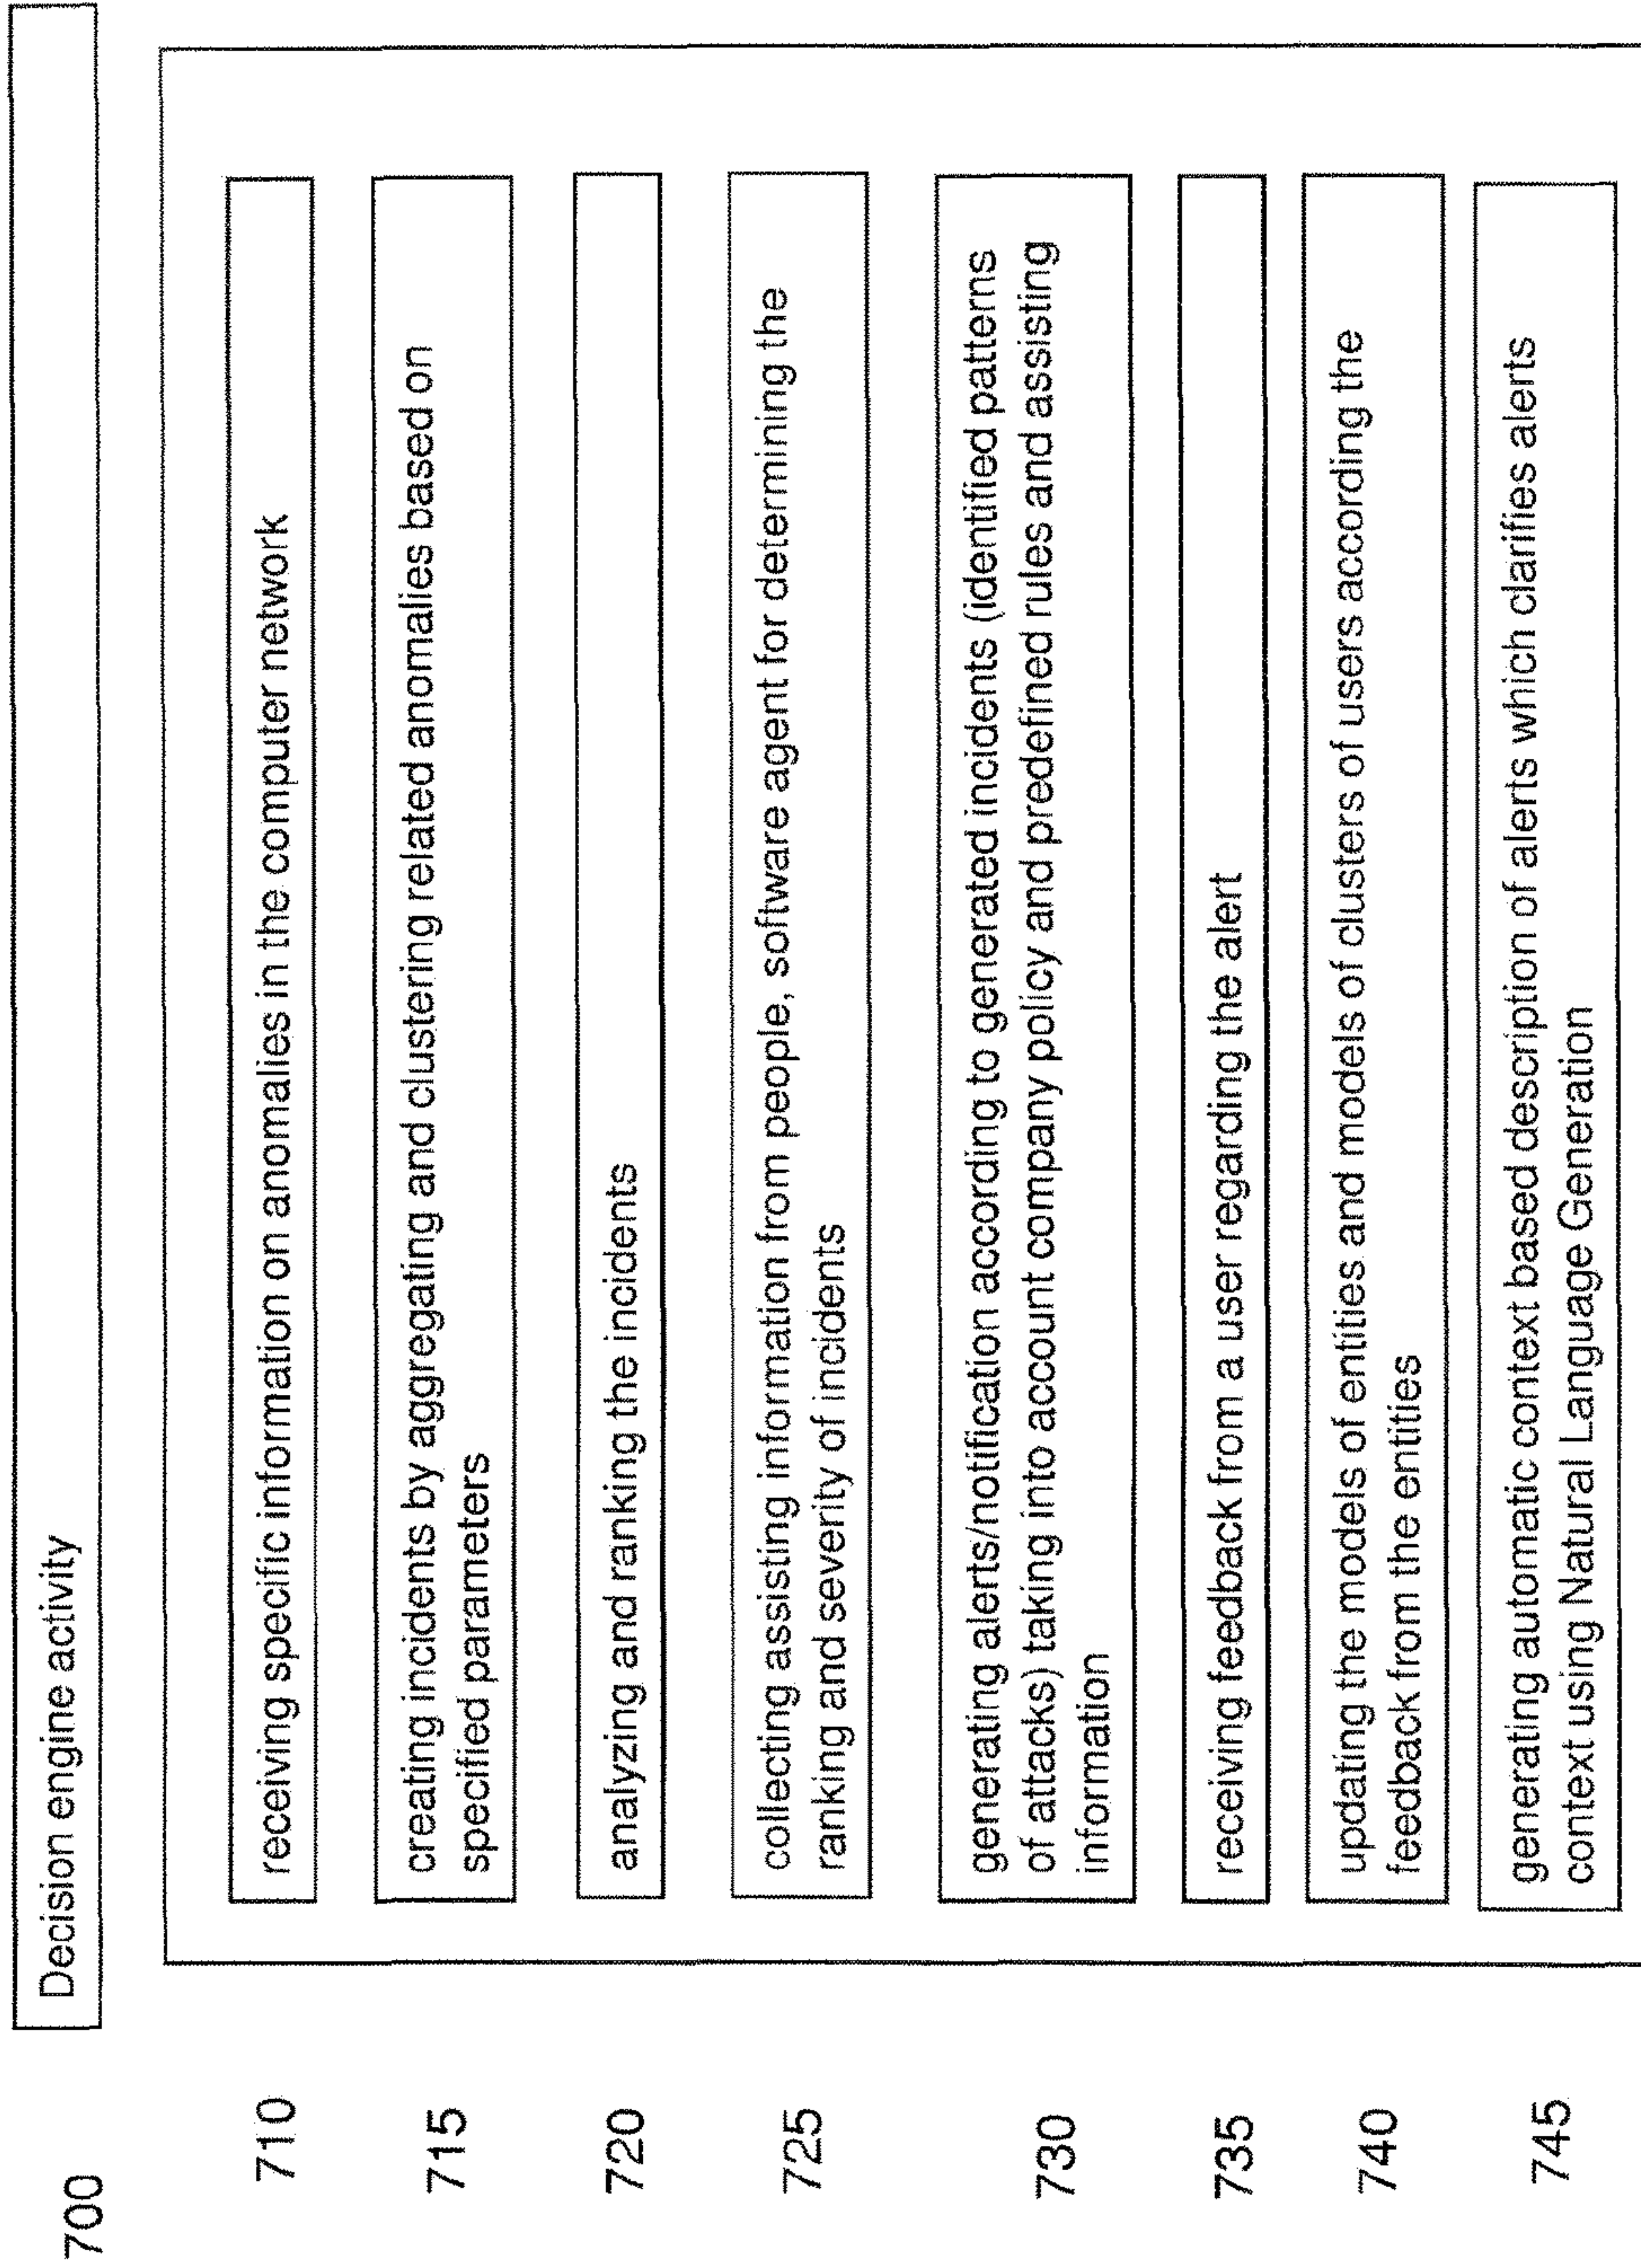 700
Decision engine activity
710
receiving specific information on anomalies in the computer network
715
creating incidents by aggregating and clustering related anomalies based on
specified parameters
720
analyzing and ranking the incidents
725
collecting assisting information from people, software agent for determining the
ranking and severity of incidents
730
generating alerts/notification according to generated incidents (identified patterns
of attacks) taking into account company policy and predefined rules and assisting
information
735
receiving feedback from a user regarding the alert
740
updating the models of entities and models of clusters of users according the
feedback from the entities
745
generating automatic context based description of alerts which clarifies alerts
context using Natural Language Generation